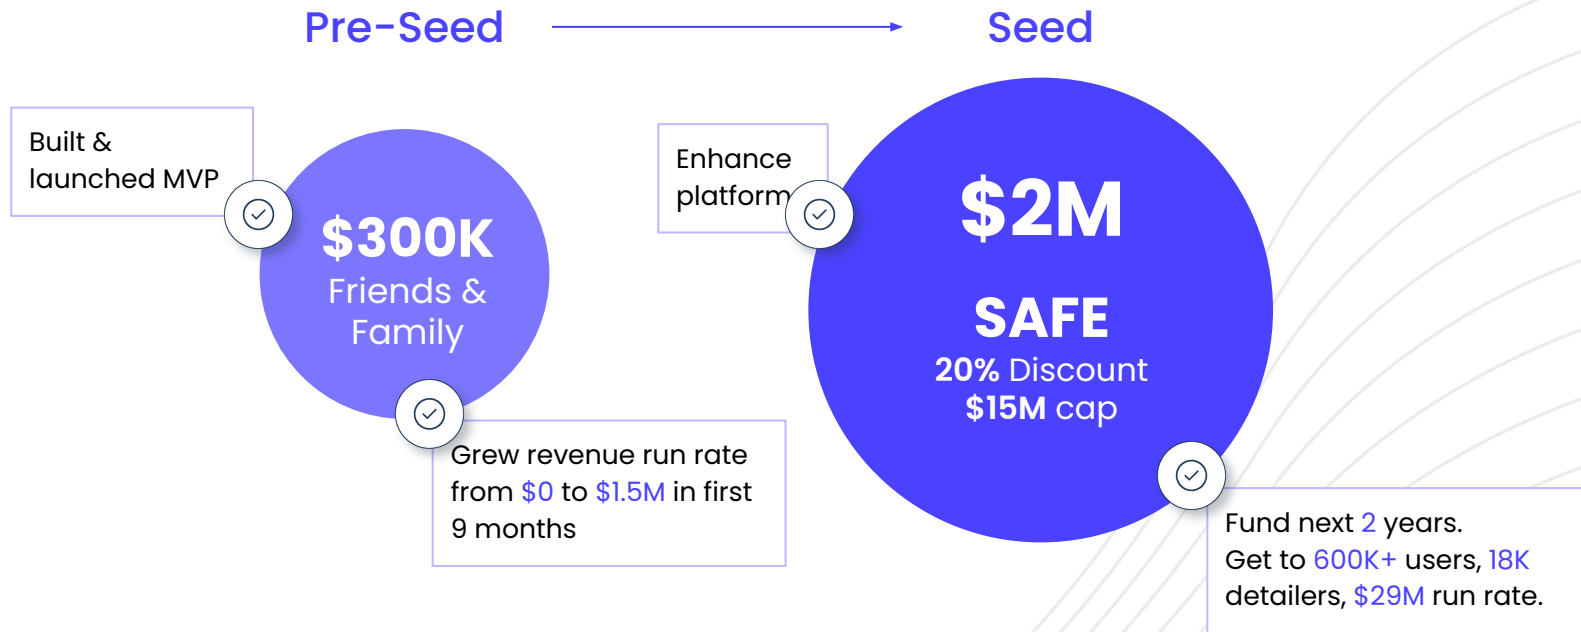 Pre-Seed
Seed
Built &
launched MVP
$300K
Friends &
Family
Grew revenue run rate
from $0 to $1.5M in first
9 months
Enhance
platform
$2M
SAFE
20% Discount
$15M cap
Fund next 2 years.
Get to 600K+ users, 18K
detailers, $29M run rate.